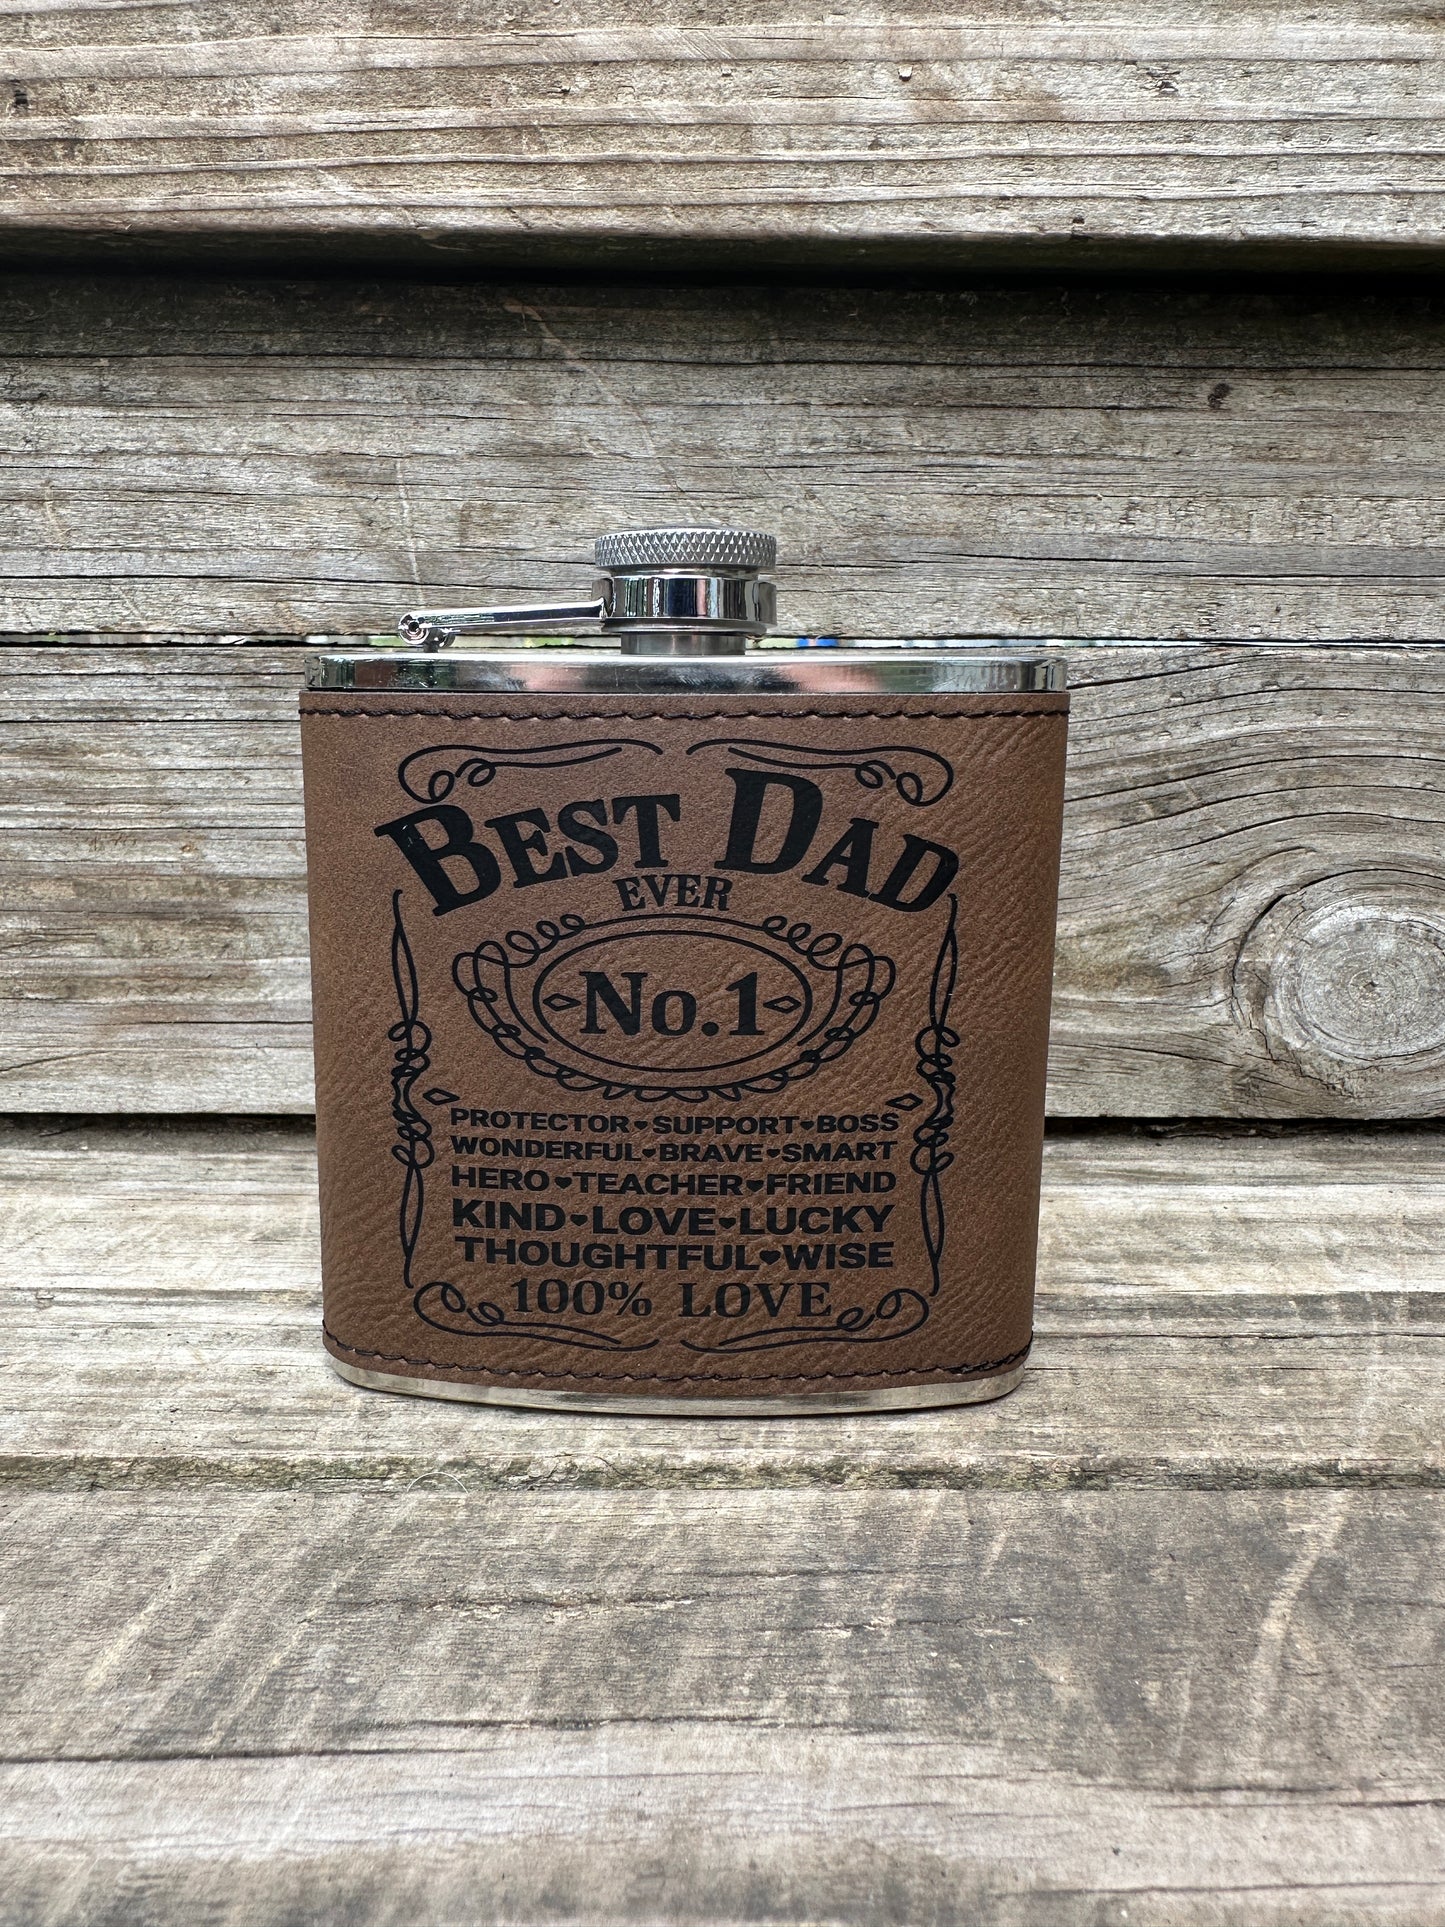 BEST DAD
EVER
No.1
PROTECTOR♥SUPPORT♥BOSS
WONDERFUL♥BRAVE♥SMART
HERO♥TEACHER♥FRIEND
KIND♥LOVE♥LUCKY
THOUGHTFUL♥WISE
100% LOVE